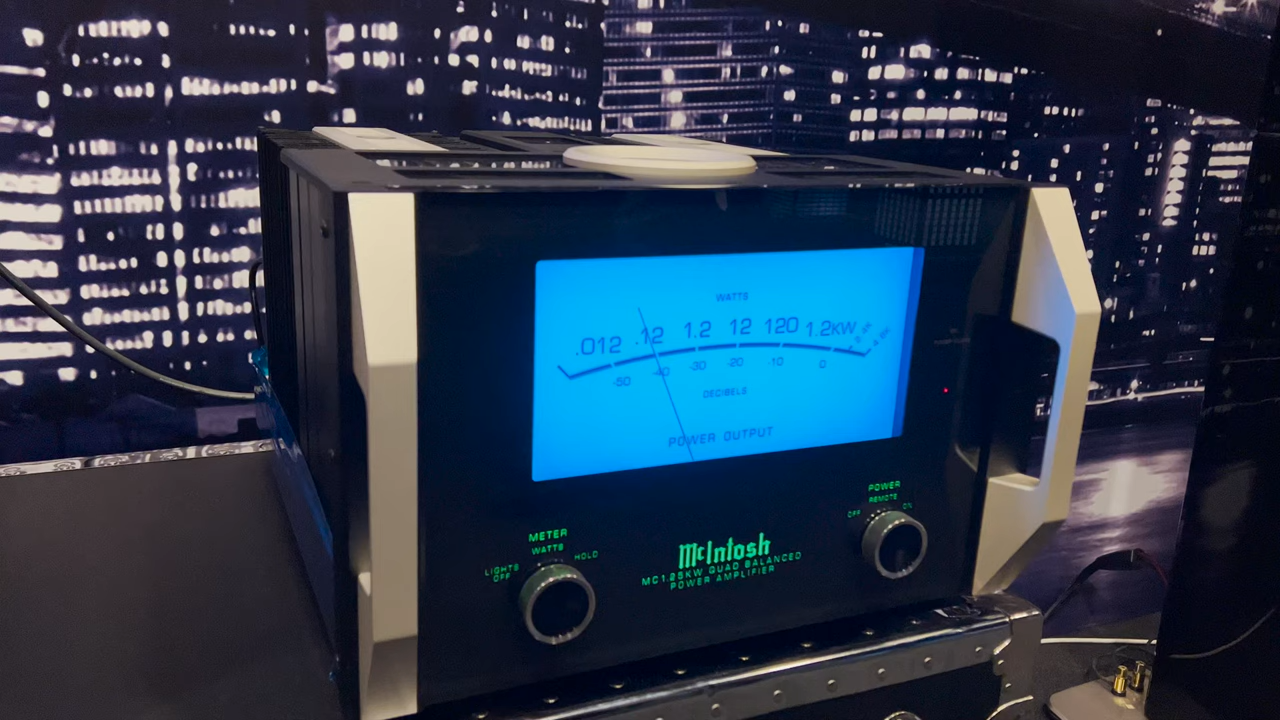 WATTS
.012 .12 1.2 12 120 1.2KW
-50 -40 -30 -20 -10 0
DECIBELS
POWER OUTPUT
METER
WATTS
LIGHTS OFF HOLD
POWER
REMOTE
OFF ON
McIntosh
MC1.25KW QUAD BALANCED
POWER AMPLIFIER